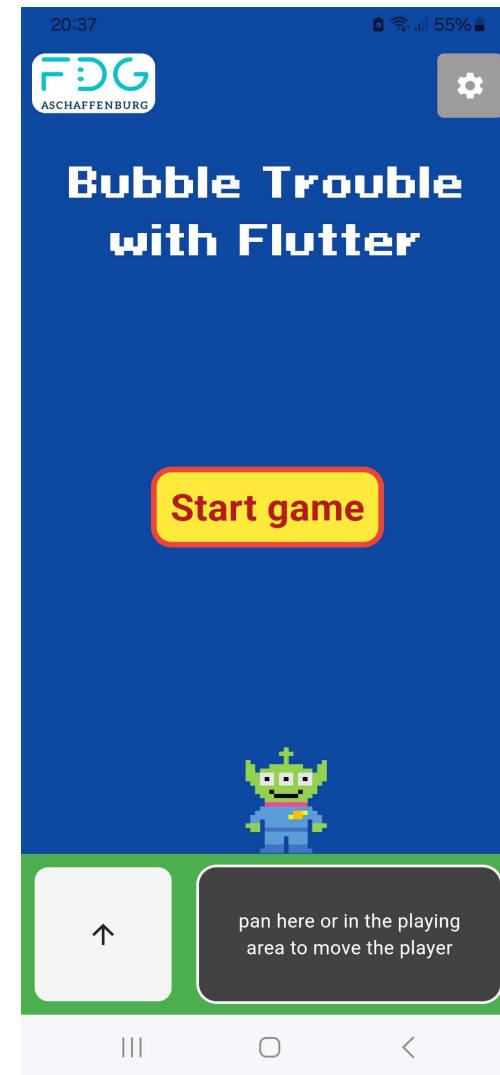 20:37
55%
FDG
ASCHAFFENBURG
Bubble Trouble
with Flutter
Start game
pan here or in the playing
area to move the player